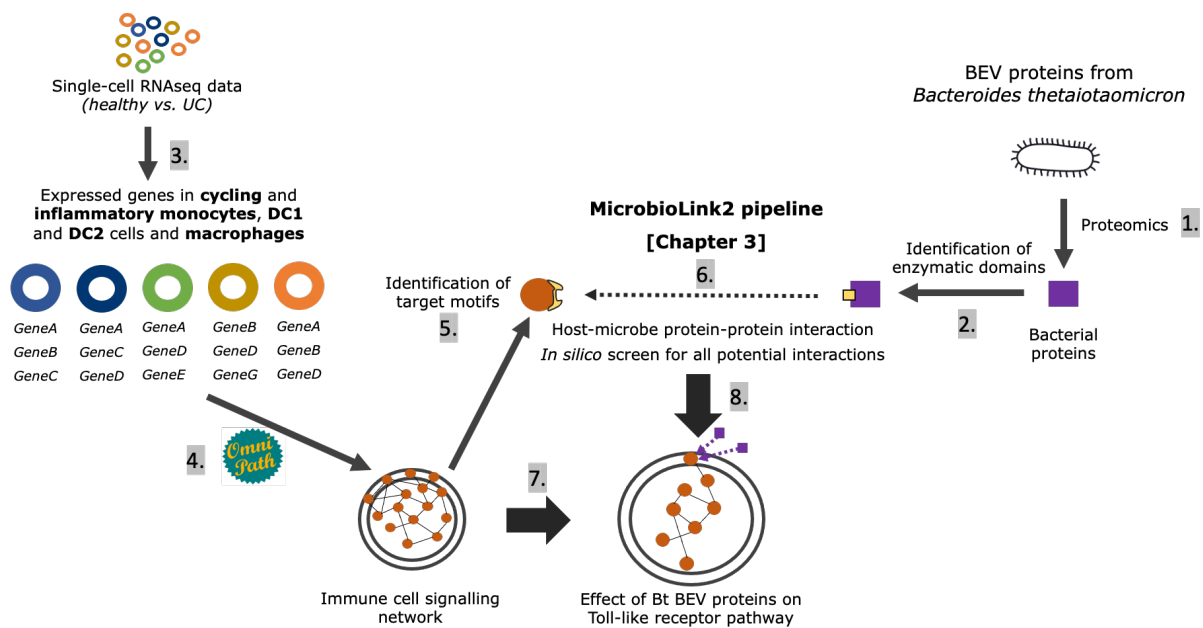 Single-cell RNAseq data
(healthy vs. UC)
3.
Expressed genes in cycling and
inflammatory monocytes, DC1
and DC2 cells and macrophages
GeneA GeneA GeneA GeneB GeneA
GeneB GeneC GeneD GeneD GeneB
GeneC GeneD GeneE GeneG GeneD
4.
Omni
Path
Immune cell signalling
network
Identification of
target motifs
5.
MicrobioLink2 pipeline
[Chapter 3]
6.
Host-microbe protein-protein interaction
In silico screen for all potential interactions
BEV proteins from
Bacteroides thetaiotaomicron
Proteomics
1.
Identification of
enzymatic domains
2.
Bacterial
proteins
7.
8.
Effect of Bt BEV proteins on
Toll-like receptor pathway